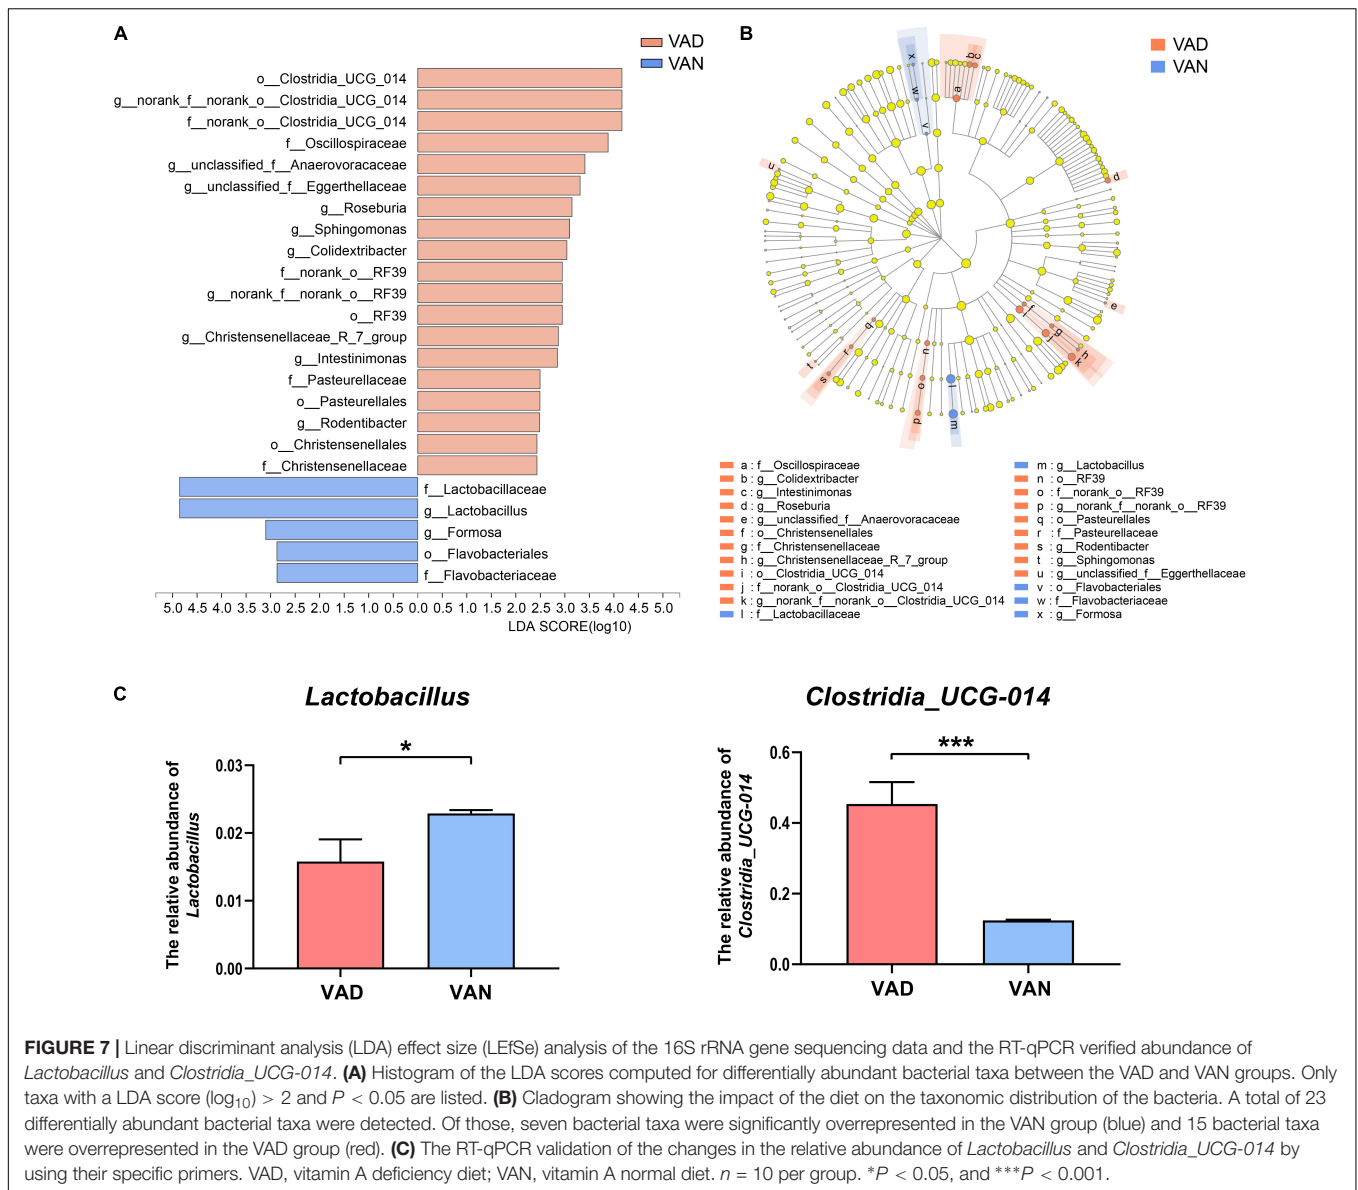 A
VAD
VAN
o__Clostridia_UCG_014
g__norank_f__norank_o__Clostridia_UCG_014
f__norank_o__Clostridia_UCG_014
f__Oscillospiraceae
g__unclassified_f__Anaerovoracaceae
g__unclassified_f__Eggerthellaceae
g__Roseburia
g__Sphingomonas
g__Colidextribacter
f__norank_o__RF39
g__norank_f__norank_o__RF39
o__RF39
g__Christensenellaceae_R_7_group
g__Intestinimonas
f__Pasteurellaceae
o__Pasteurellales
g__Rodentibacter
o__Christensenellales
f__Christensenellaceae
f__Lactobacillaceae
g__Lactobacillus
g__Formosa
o__Flavobacteriales
f__Flavobacteriaceae
5.0 4.5 4.0 3.5 3.0 2.5 2.0 1.5 1.0 0.5 0.0 0.5 1.0 1.5 2.0 2.5 3.0 3.5 4.0 4.5 5.0
LDA SCORE(log10)
B
VAD
VAN
x
w
v
b
c
a
d
u
e
f
i
g
j
h
k
q
r
s
t
n
o
p
l
m
a : f__Oscillospiraceae
b : g__Colidextribacter
c : g__Intestinimonas
d : g__Roseburia
e : g__unclassified_f__Anaerovoracaceae
f : o__Christensenellales
g : f__Christensenellaceae
h : g__Christensenellaceae_R_7_group
i : o__Clostridia_UCG_014
j : f__norank_o__Clostridia_UCG_014
k : g__norank_f__norank_o__Clostridia_UCG_014
l : f__Lactobacillaceae
m : g__Lactobacillus
n : o__RF39
o : f__norank_o__RF39
p : g__norank_f__norank_o__RF39
q : o__Pasteurellales
r : f__Pasteurellaceae
s : g__Rodentibacter
t : g__Sphingomonas
u : g__unclassified_f__Eggerthellaceae
v : o__Flavobacteriales
w : f__Flavobacteriaceae
x : g__Formosa
C
Lactobacillus
*
The relative abundance of
Lactobacillus
0.03
0.02
0.01
0.00
VAD VAN
Clostridia_UCG-014
***
The relative abundance of
Clostridia_UCG-014
0.6
0.4
0.2
0.0
VAD VAN
FIGURE 7 | Linear discriminant analysis (LDA) effect size (LEfSe) analysis of the 16S rRNA gene sequencing data and the RT-qPCR verified abundance of
Lactobacillus and Clostridia_UCG-014. (A) Histogram of the LDA scores computed for differentially abundant bacterial taxa between the VAD and VAN groups. Only
taxa with a LDA score (log10) > 2 and P < 0.05 are listed. (B) Cladogram showing the impact of the diet on the taxonomic distribution of the bacteria. A total of 23
differentially abundant bacterial taxa were detected. Of those, seven bacterial taxa were significantly overrepresented in the VAN group (blue) and 15 bacterial taxa
were overrepresented in the VAD group (red). (C) The RT-qPCR validation of the changes in the relative abundance of Lactobacillus and Clostridia_UCG-014 by
using their specific primers. VAD, vitamin A deficiency diet; VAN, vitamin A normal diet. n = 10 per group. *P < 0.05, and ***P < 0.001.